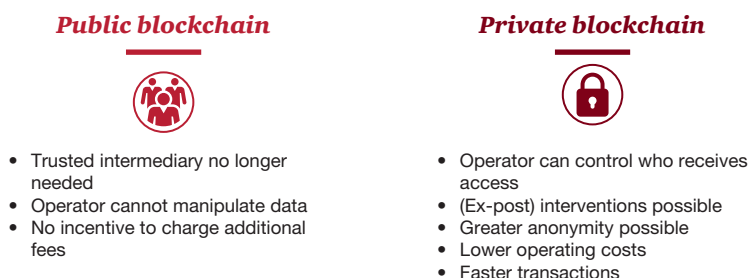 Public blockchain
• Trusted intermediary no longer
needed
• Operator cannot manipulate data
• No incentive to charge additional
fees
Private blockchain
• Operator can control who receives
access
• (Ex-post) interventions possible
• Greater anonymity possible
• Lower operating costs
• Faster transactions